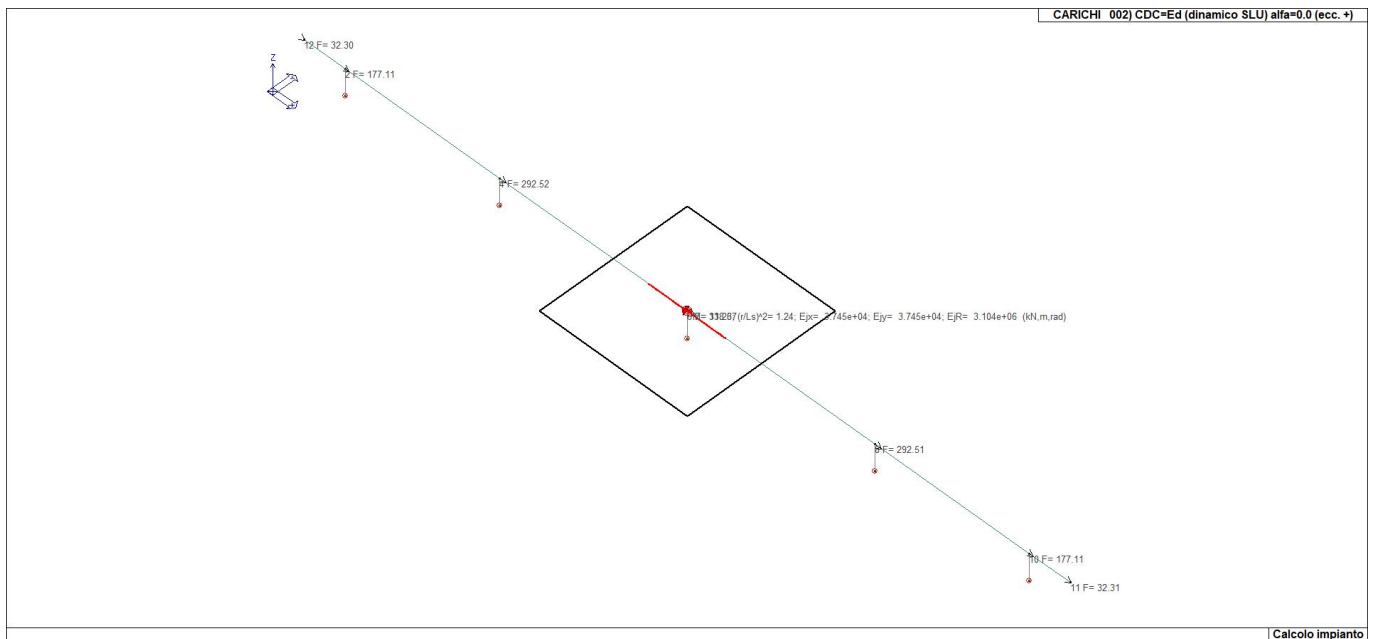 CARICHI 002) CDC=Ed (dinamico SLU) alfa=0.0 (ecc. +)
12 F= 32.30
Z
2 F= 177.11
4 F= 292.52
(r/Ls)^2= 1.24; Ejx= 3.745e+04; Ejy= 3.745e+04; EjR= 3.104e+06 (kN,m,rad)
8 F= 292.51
10 F= 177.11
11 F= 32.31
Calcolo impianto